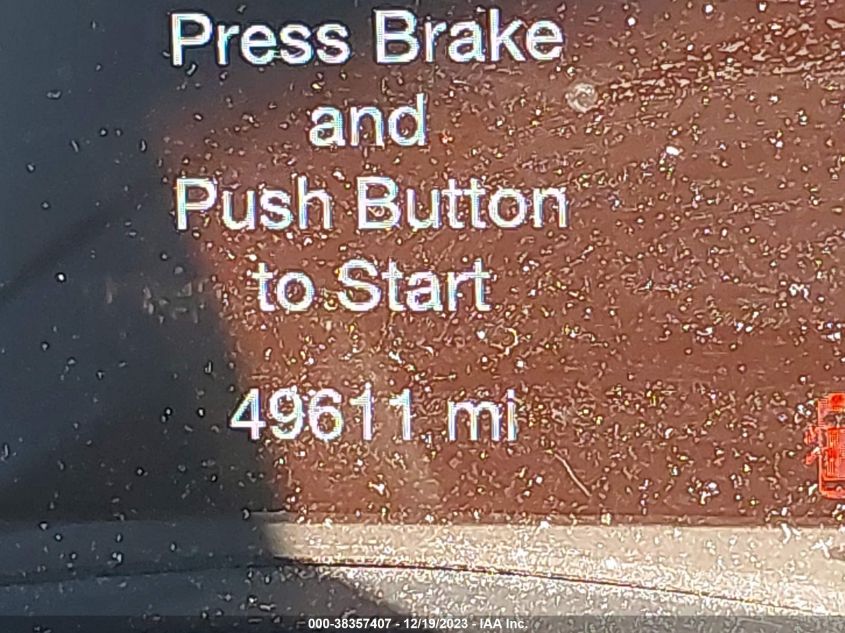 Press Brake
and
Push Button
to Start
49611 mi
000-38357407 - 12/19/2023 - IAA Inc.